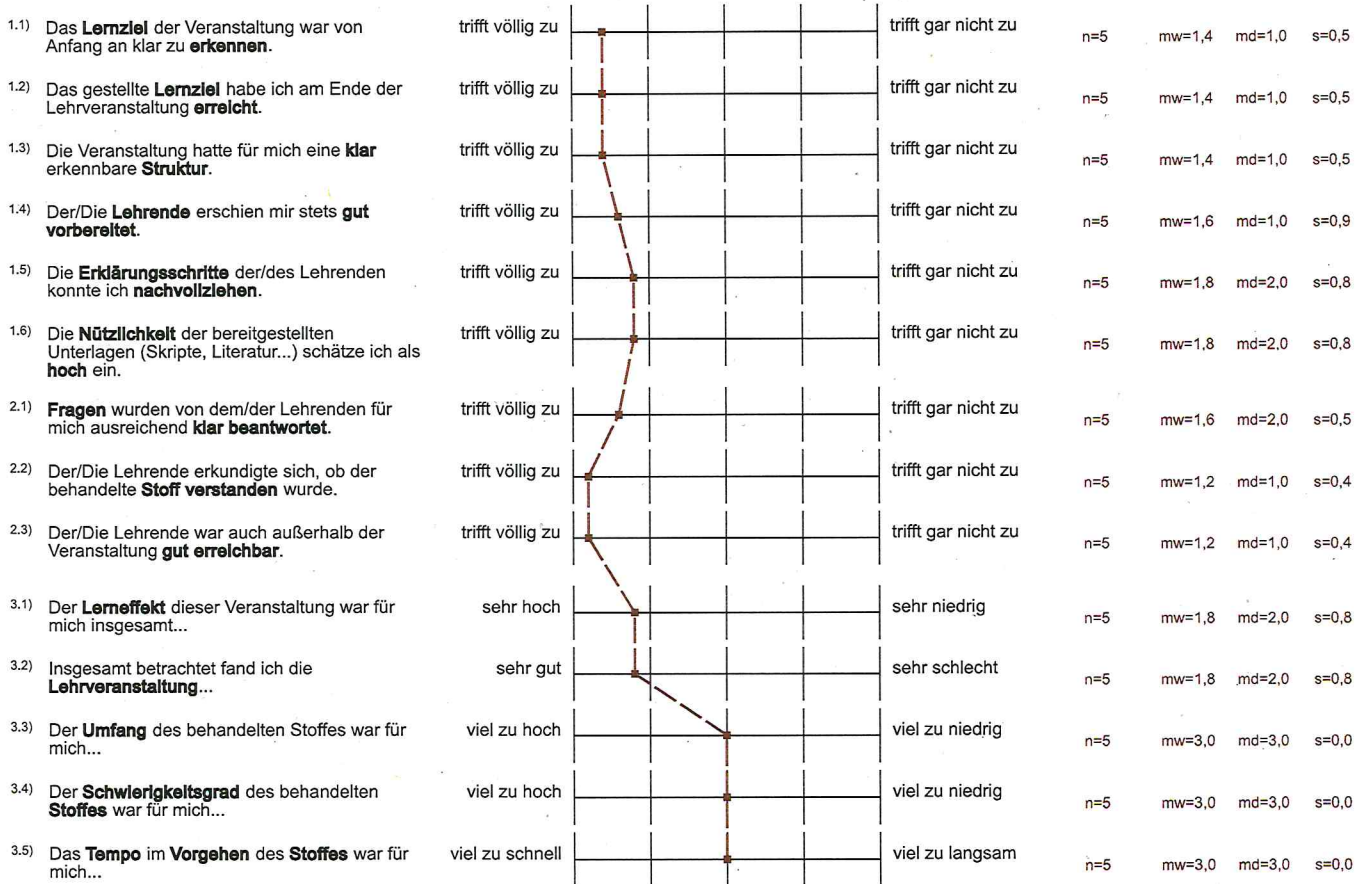 1.1) Das Lernziel der Veranstaltung war von trifft völlig zu trifft gar nicht zu n=5 mw=1,4 md=1,0 s=0,5
Anfang an klar zu erkennen.
1.2) Das gestellte Lernziel habe ich am Ende der trifft völlig zu trifft gar nicht zu n=5 mw=1,4 md=1,0 s=0,5
Lehrveranstaltung erreicht.
1.3) Die Veranstaltung hatte für mich eine klar trifft völlig zu trifft gar nicht zu n=5 mw=1,4 md=1,0 s=0,5
erkennbare Struktur.
1.4) Der/Die Lehrende erschien mir stets gut trifft völlig zu trifft gar nicht zu n=5 mw=1,6 md=1,0 s=0,9
vorbereitet.
1.5) Die Erklärungsschritte der/des Lehrenden trifft völlig zu trifft gar nicht zu n=5 mw=1,8 md=2,0 s=0,8
konnte ich nachvollziehen.
1.6) Die Nützlichkeit der bereitgestellten trifft völlig zu trifft gar nicht zu n=5 mw=1,8 md=2,0 s=0,8
Unterlagen (Skripte, Literatur...) schätze ich als
hoch ein.
2.1) Fragen wurden von dem/der Lehrenden für trifft völlig zu trifft gar nicht zu n=5 mw=1,6 md=2,0 s=0,5
mich ausreichend klar beantwortet.
2.2) Der/Die Lehrende erkundigte sich, ob der trifft völlig zu trifft gar nicht zu n=5 mw=1,2 md=1,0 s=0,4
behandelte Stoff verstanden wurde.
2.3) Der/Die Lehrende war auch außerhalb der trifft völlig zu trifft gar nicht zu n=5 mw=1,2 md=1,0 s=0,4
Veranstaltung gut erreichbar.
3.1) Der Lerneffekt dieser Veranstaltung war für sehr hoch sehr niedrig n=5 mw=1,8 md=2,0 s=0,8
mich insgesamt...
3.2) Insgesamt betrachtet fand ich die sehr gut sehr schlecht n=5 mw=1,8 md=2,0 s=0,8
Lehrveranstaltung...
3.3) Der Umfang des behandelten Stoffes war für viel zu hoch viel zu niedrig n=5 mw=3,0 md=3,0 s=0,0
mich...
3.4) Der Schwierigkeitsgrad des behandelten viel zu hoch viel zu niedrig n=5 mw=3,0 md=3,0 s=0,0
Stoffes war für mich...
3.5) Das Tempo im Vorgehen des Stoffes war für viel zu schnell viel zu langsam n=5 mw=3,0 md=3,0 s=0,0
mich...